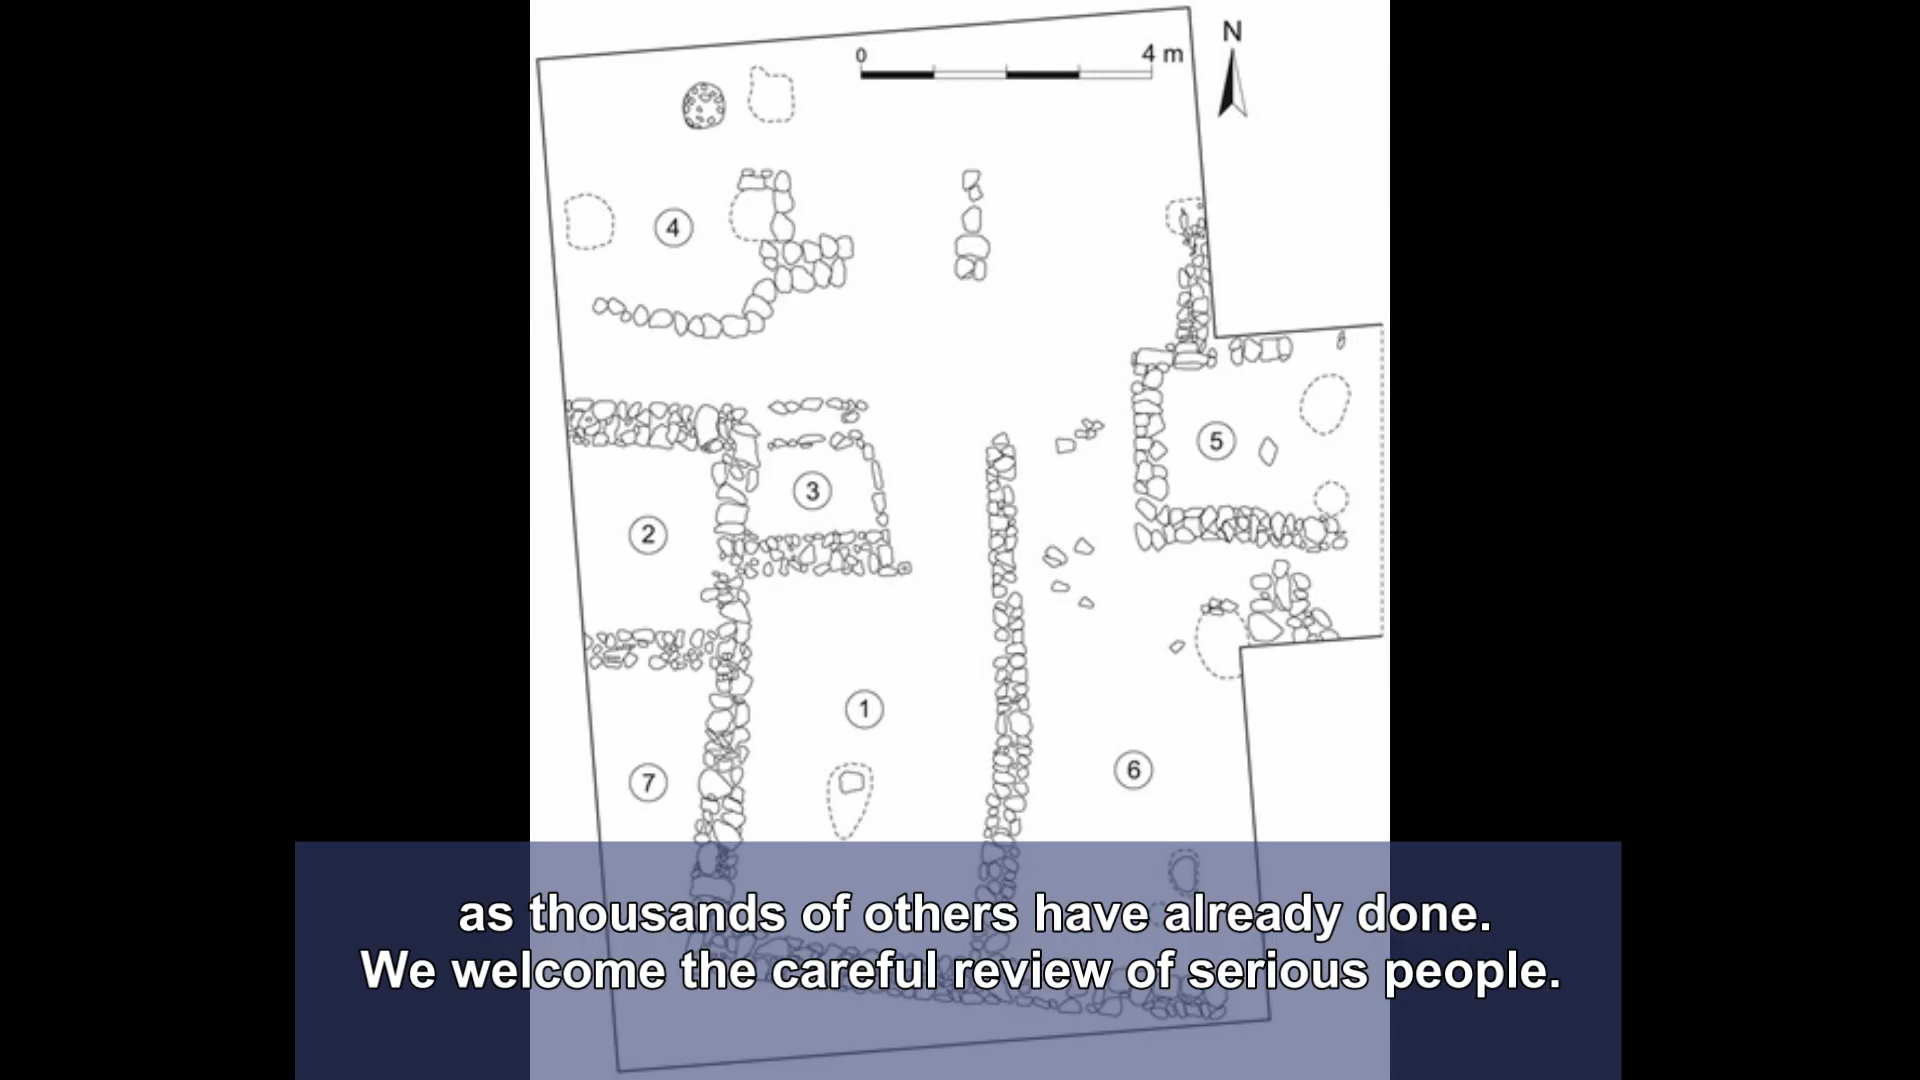 N
0 4 m
4
5
3
2
1
6
7
as thousands of others have already done.
We welcome the careful review of serious people.